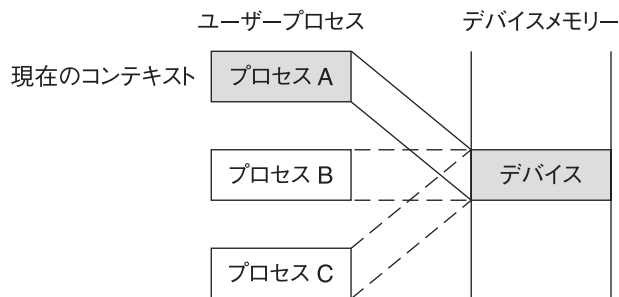 ユーザープロセス
デバイスメモリー
現在のコンテキスト
プロセス A
プロセス B
デバイス
プロセス C